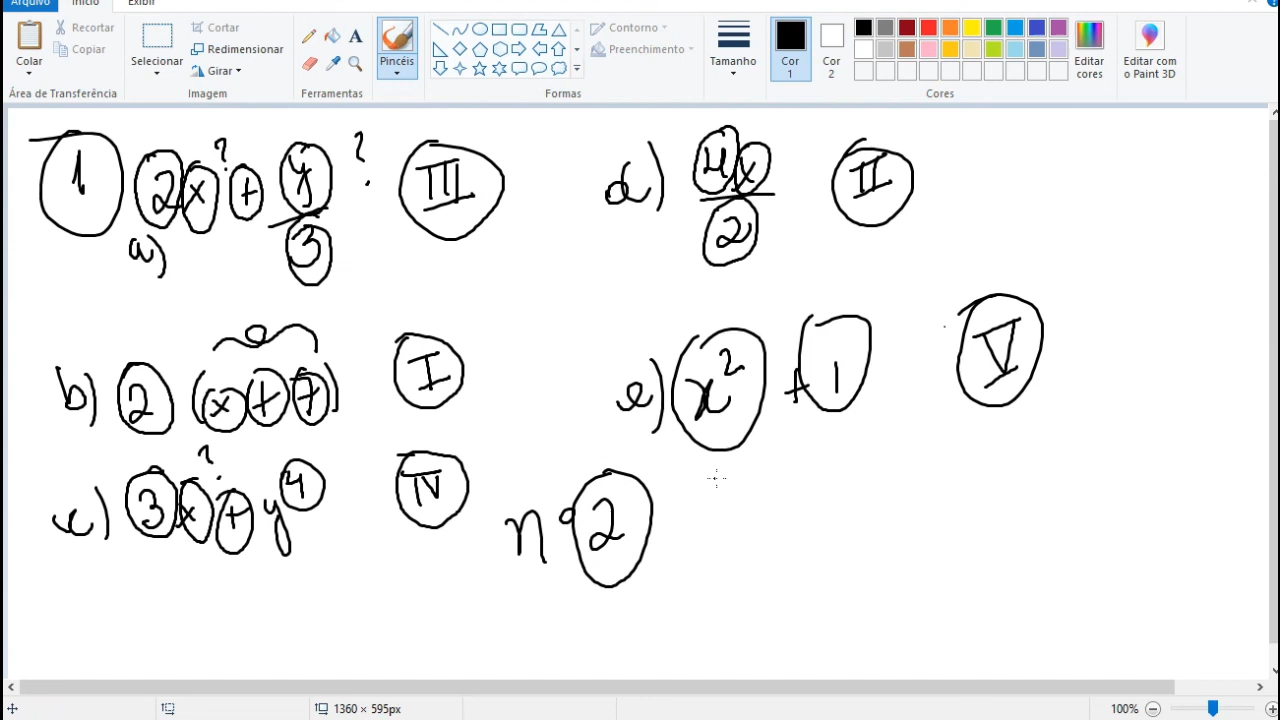 Arquivo Início Exibir
Colar
Recortar
Copiar
Área de Transferência
Selecionar
Cortar
Redimensionar
Girar
Imagem
A
Ferramentas
Pincéis
Contorno
Preenchimento
Formas
Tamanho
Cor 1
Cor 2
Editar cores
Cores
Editar com o Paint 3D
1 2x ? + y/3 ? III
a)
b) 2 (x+7) I
c) 3x ? + y⁴ IV
d) 4x/2 II
e) x² + 1 V
nº 2
1360 × 595px
100%